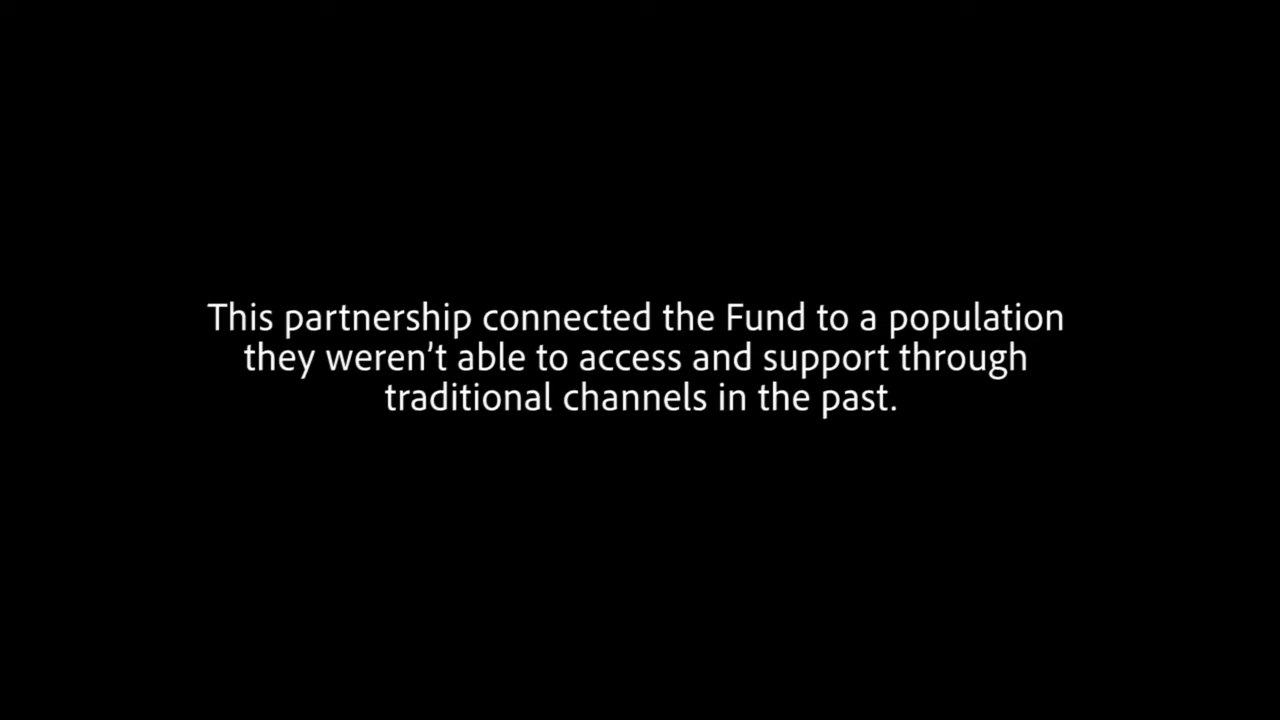 This partnership connected the Fund to a population
they weren’t able to access and support through
traditional channels in the past.